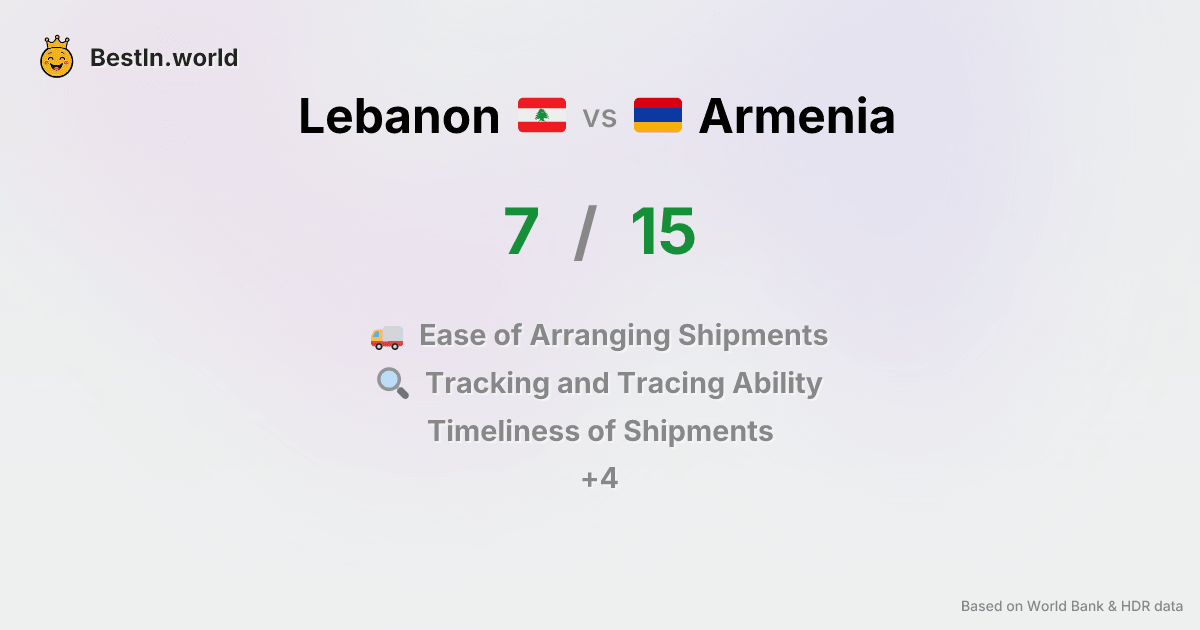 BestIn.world
Lebanon vs Armenia
7 / 15
Ease of Arranging Shipments
Tracking and Tracing Ability
Timeliness of Shipments
+4
Based on World Bank & HDR data